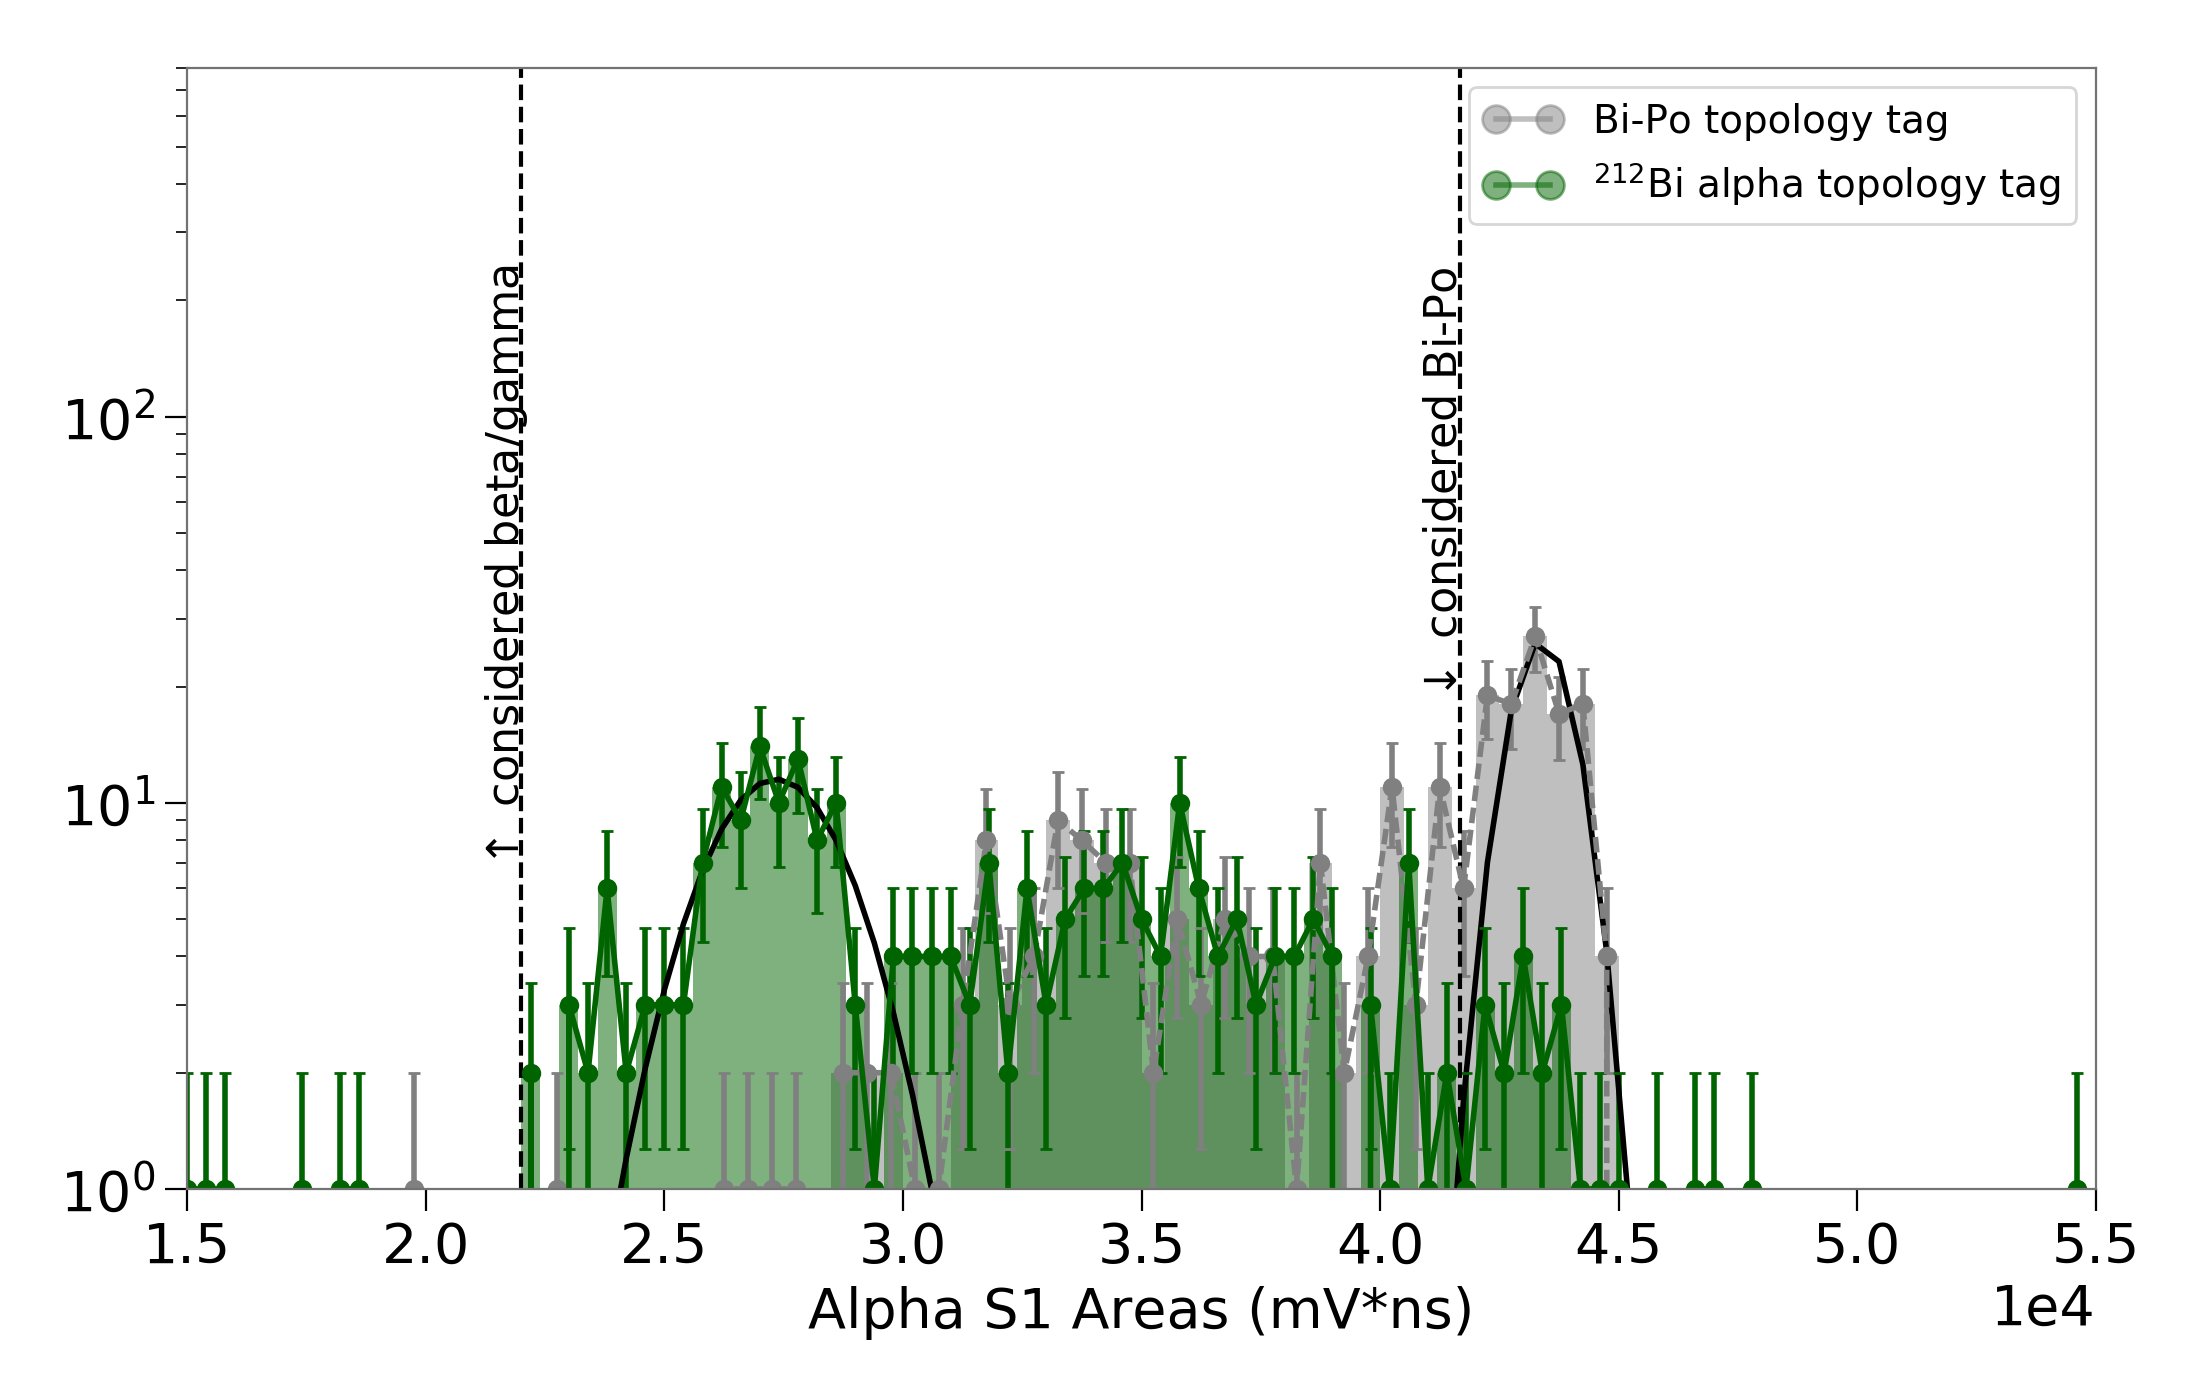 Bi-Po topology tag
²¹²Bi alpha topology tag
↑ considered beta/gamma
↓ considered Bi-Po
10²
10¹
10⁰
1.5 2.0 2.5 3.0 3.5 4.0 4.5 5.0 5.5
1e4
Alpha S1 Areas (mV*ns)